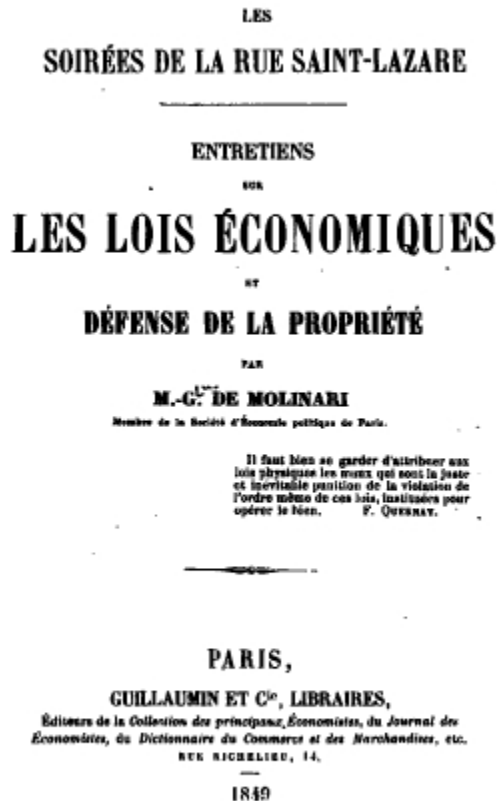 LES
SOIRÉES DE LA RUE SAINT-LAZARE
ENTRETIENS
SUR
LES LOIS ÉCONOMIQUES
ET
DÉFENSE DE LA PROPRIÉTÉ
PAR
M.-G. DE MOLINARI
Membre de la Société d'Économie politique de Paris.
Il faut bien se garder d'attribuer aux
lois physiques les maux qui sont la juste
et inévitable punition de la violation de
l'ordre même de ces lois, instituées pour
opérer le bien. F. QUESNAY.
PARIS,
GUILLAUMIN ET Cie, LIBRAIRES,
Éditeurs de la Collection des principaux Économistes, du Journal des
Économistes, du Dictionnaire du Commerce et des Marchandises, etc.
RUE RICHELIEU, 14.
1849